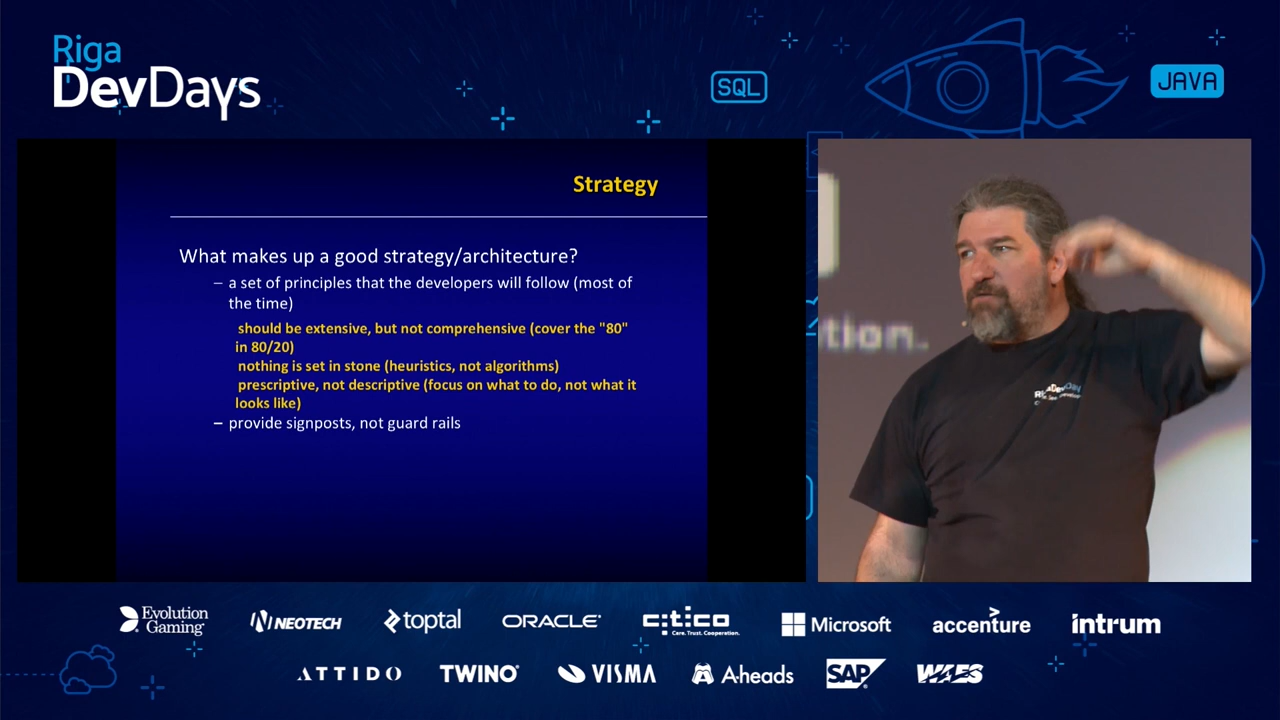 Riga
DevDays
SQL
JAVA
Strategy
What makes up a good strategy/architecture?
– a set of principles that the developers will follow (most of
the time)
should be extensive, but not comprehensive (cover the "80"
in 80/20)
nothing is set in stone (heuristics, not algorithms)
prescriptive, not descriptive (focus on what to do, not what it
looks like)
– provide signposts, not guard rails
tion.
Evolution
Gaming
NEOTECH
toptal
ORACLE
citico
Care. Trust. Cooperation.
Microsoft
accenture
intrum
ATTIDO
TWINO
VISMA
A-heads
SAP
WAES